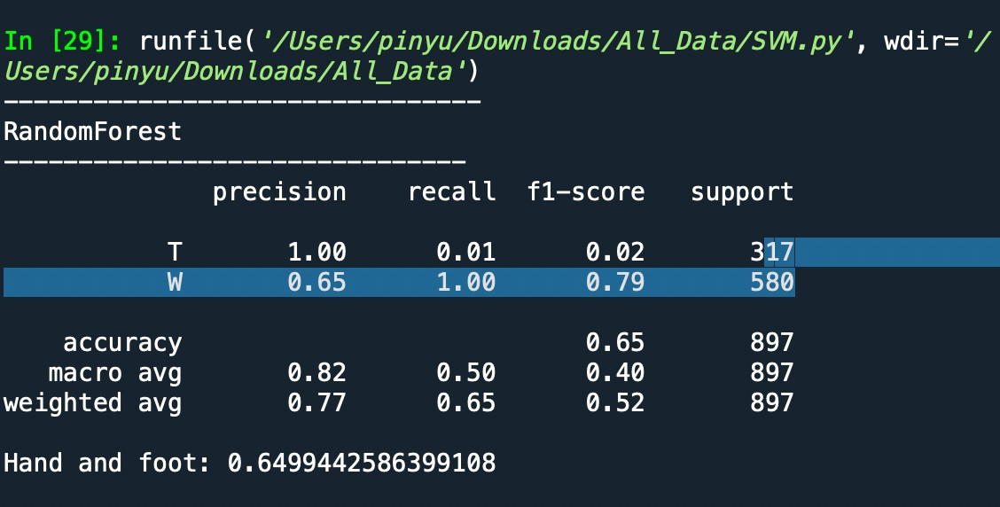 In [29]: runfile('/Users/pinyu/Downloads/All_Data/SVM.py', wdir='/
Users/pinyu/Downloads/All_Data')
--------------------------------
RandomForest
-------------------------------
precision recall f1-score support
T 1.00 0.01 0.02 317
W 0.65 1.00 0.79 580
accuracy 0.65 897
macro avg 0.82 0.50 0.40 897
weighted avg 0.77 0.65 0.52 897
Hand and foot: 0.6499442586399108